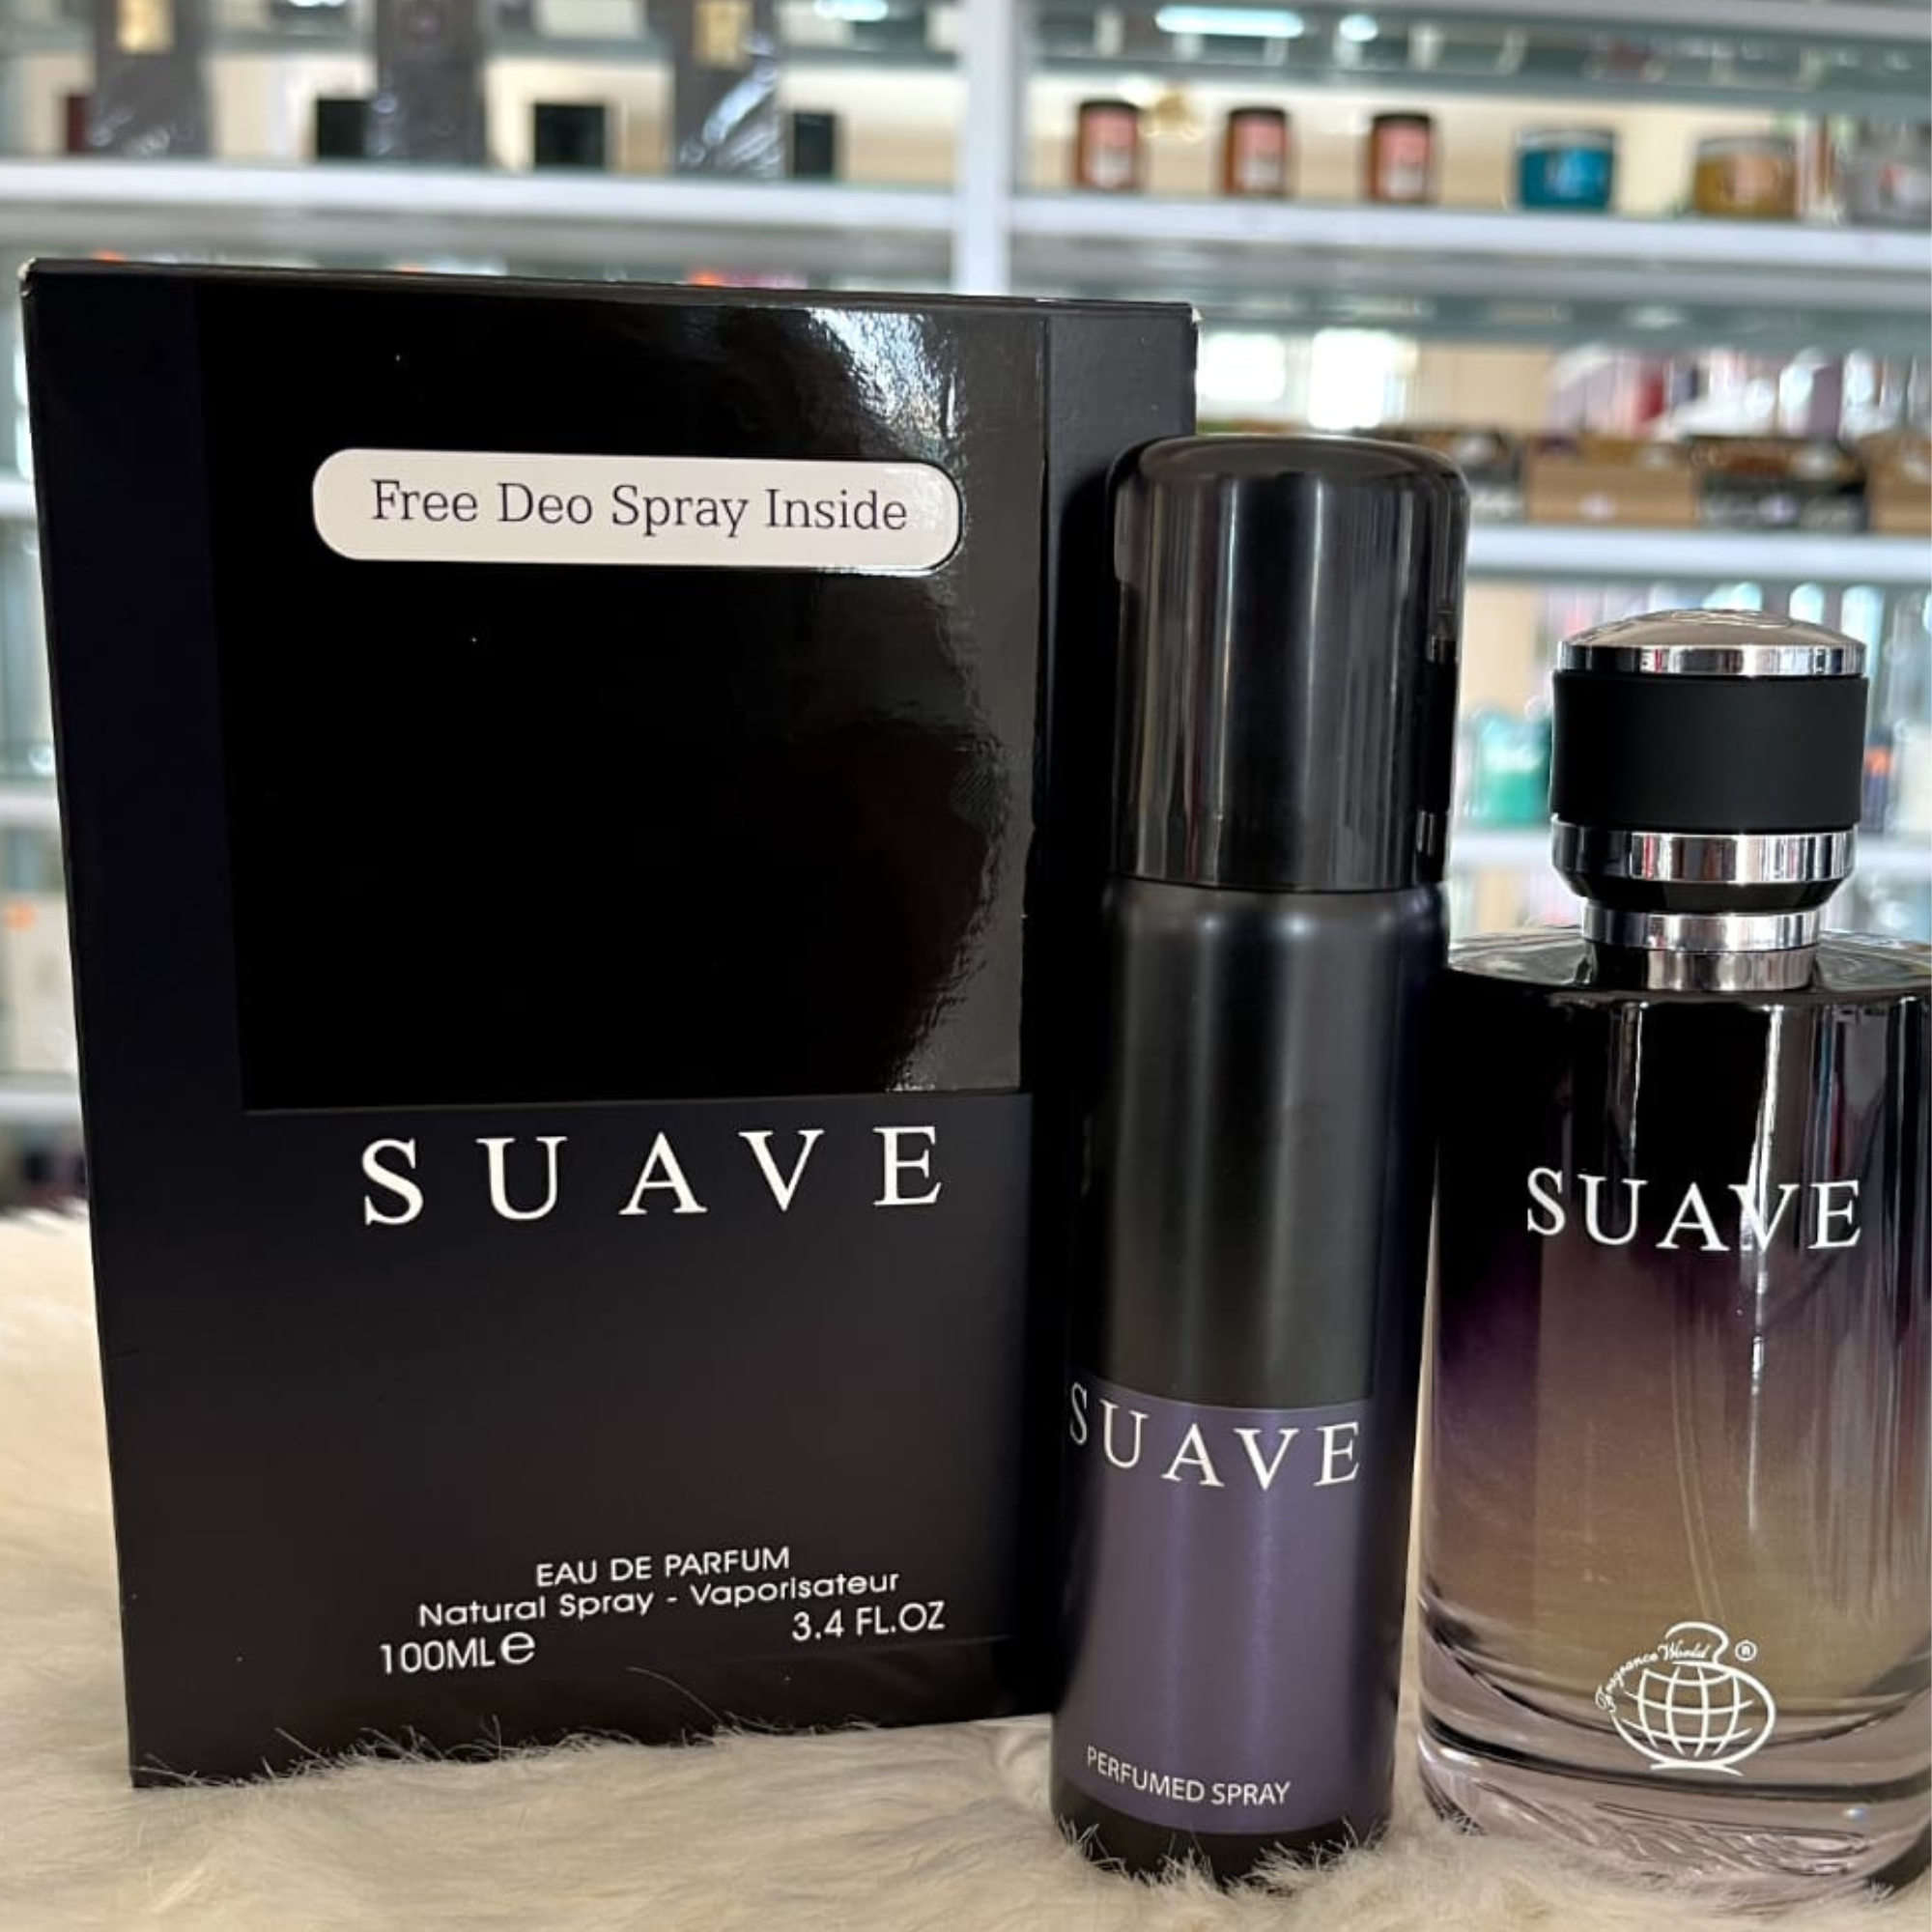 Free Deo Spray Inside
SUAVE
EAU DE PARFUM
Natural Spray - Vaporisateur
100ML e 3.4 FL.OZ
SUAVE
PERFUMED SPRAY
SUAVE
Fragrance World ®